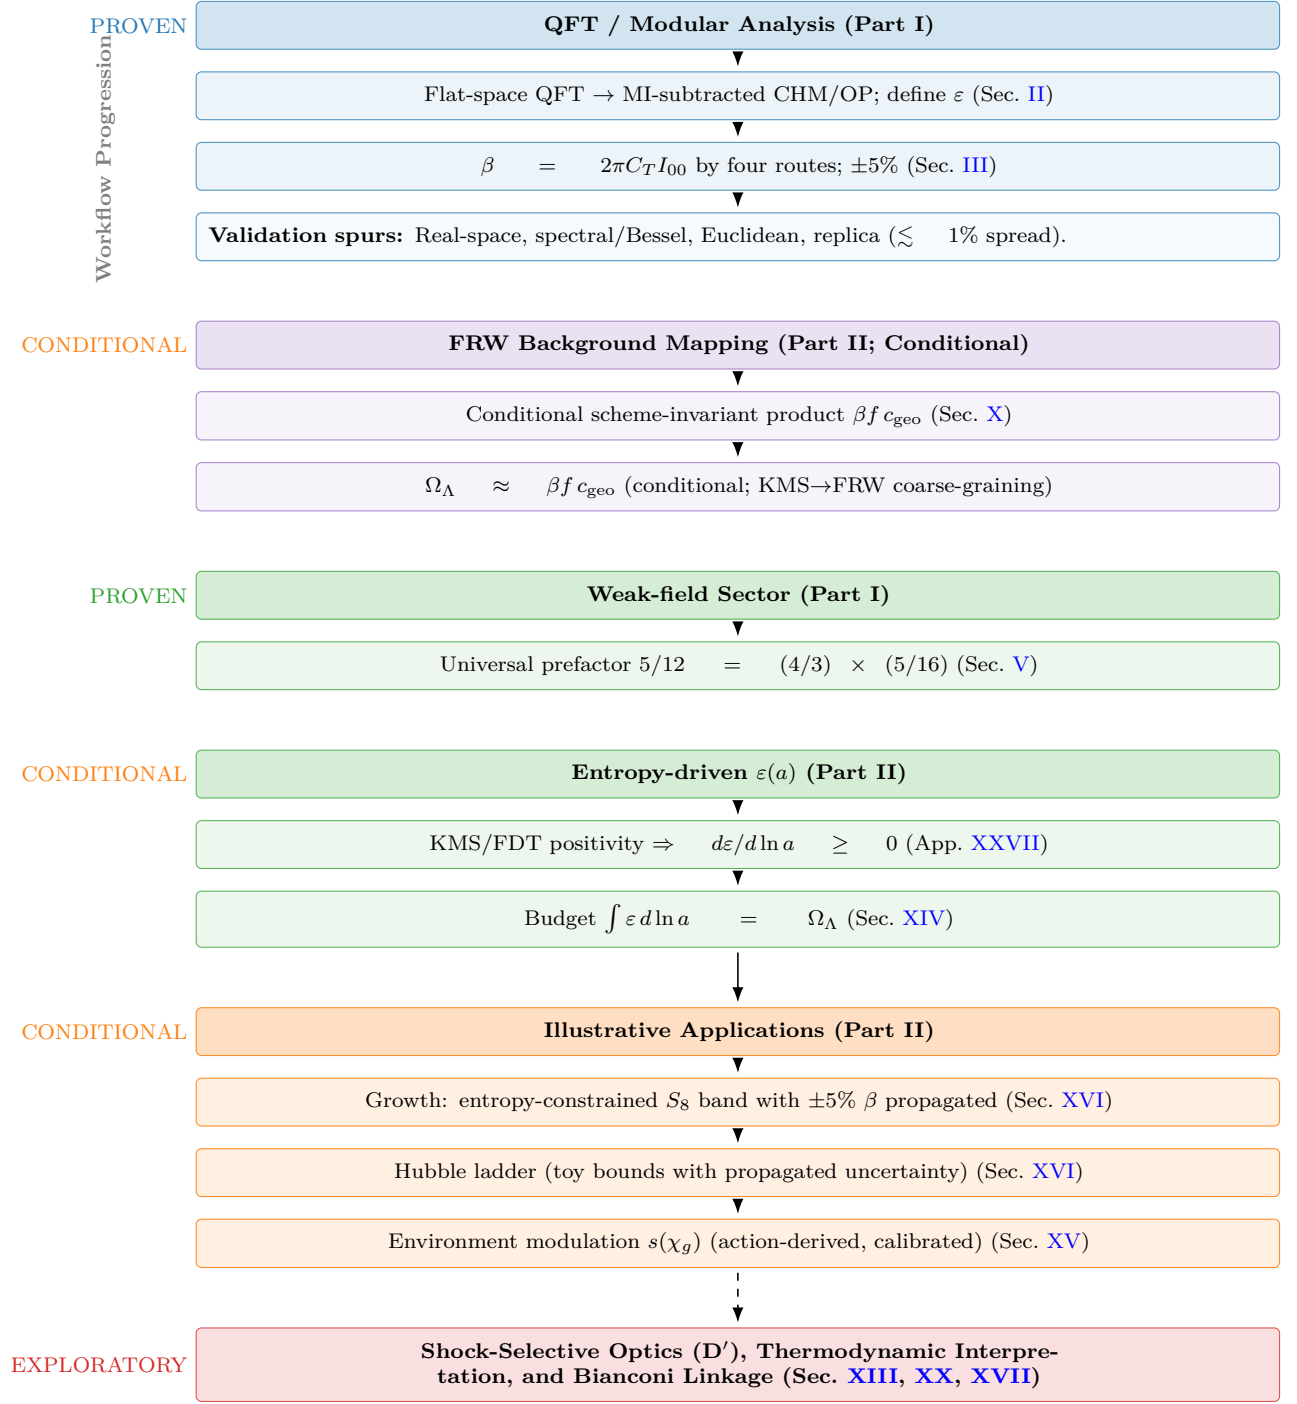 PROVEN
QFT / Modular Analysis (Part I)
Workflow Progression
Flat-space QFT → MI-subtracted CHM/OP; define ε (Sec. II)
β = 2πC_T I_00 by four routes; ±5% (Sec. III)
Validation spurs: Real-space, spectral/Bessel, Euclidean, replica (≲ 1% spread).
CONDITIONAL
FRW Background Mapping (Part II; Conditional)
Conditional scheme-invariant product βf c_geo (Sec. X)
Ω_Λ ≈ βf c_geo (conditional; KMS→FRW coarse-graining)
PROVEN
Weak-field Sector (Part I)
Universal prefactor 5/12 = (4/3) × (5/16) (Sec. V)
CONDITIONAL
Entropy-driven ε(a) (Part II)
KMS/FDT positivity ⇒ dε/d ln a ≥ 0 (App. XXVII)
Budget ∫ ε d ln a = Ω_Λ (Sec. XIV)
CONDITIONAL
Illustrative Applications (Part II)
Growth: entropy-constrained S_8 band with ±5% β propagated (Sec. XVI)
Hubble ladder (toy bounds with propagated uncertainty) (Sec. XVI)
Environment modulation s(χ_g) (action-derived, calibrated) (Sec. XV)
EXPLORATORY
Shock-Selective Optics (D′), Thermodynamic Interpre-
tation, and Bianconi Linkage (Sec. XIII, XX, XVII)